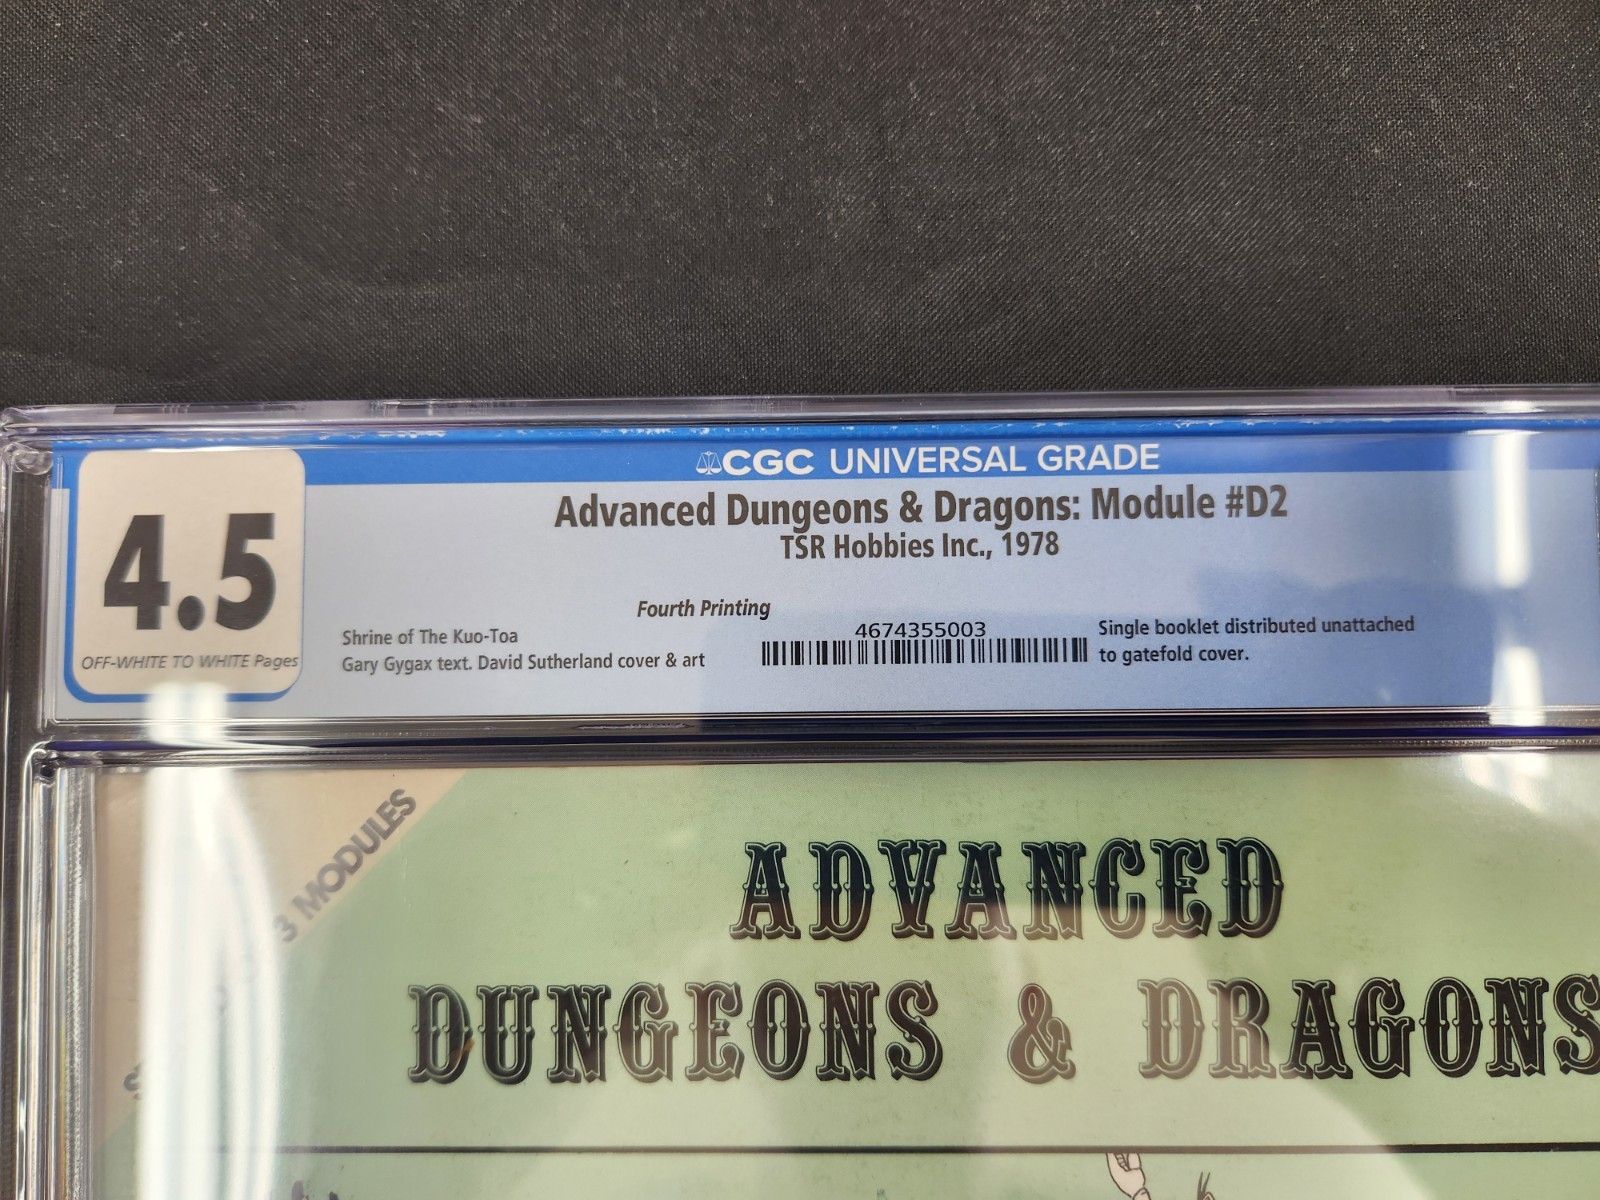 CGC UNIVERSAL GRADE
4.5
OFF-WHITE TO WHITE Pages
Advanced Dungeons & Dragons: Module #D2
TSR Hobbies Inc., 1978
Fourth Printing
Shrine of The Kuo-Toa
Gary Gygax text. David Sutherland cover & art
4674355003
Single booklet distributed unattached
to gatefold cover.
3 MODULES
ADVANCED
DUNGEONS & DRAGONS